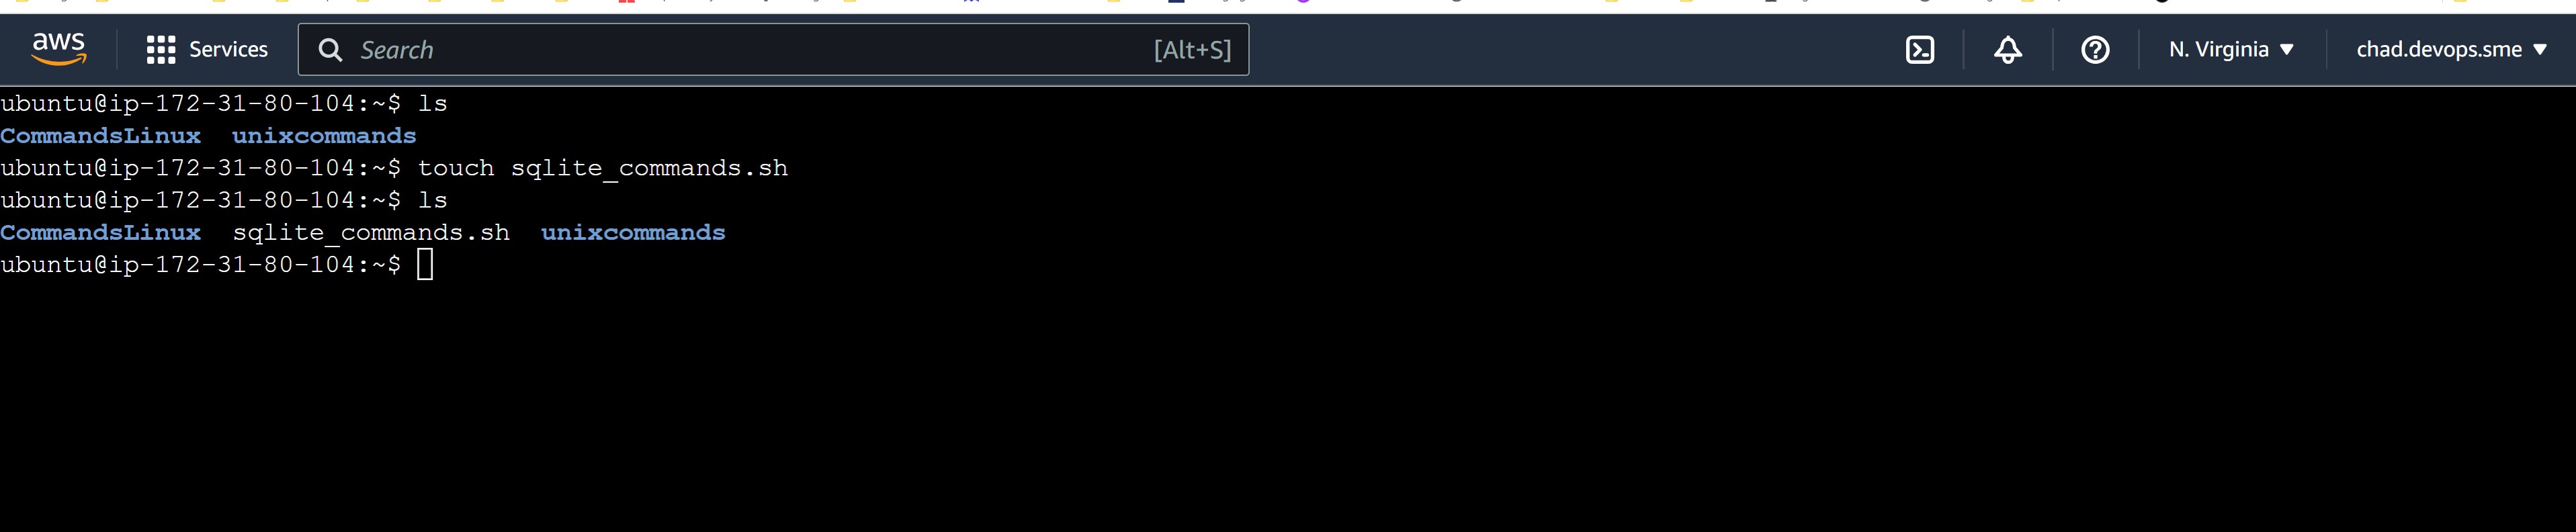 aws Services Search [Alt+S] N. Virginia chad.devops.sme
ubuntu@ip-172-31-80-104:~$ ls
CommandsLinux unixcommands
ubuntu@ip-172-31-80-104:~$ touch sqlite_commands.sh
ubuntu@ip-172-31-80-104:~$ ls
CommandsLinux sqlite_commands.sh unixcommands
ubuntu@ip-172-31-80-104:~$